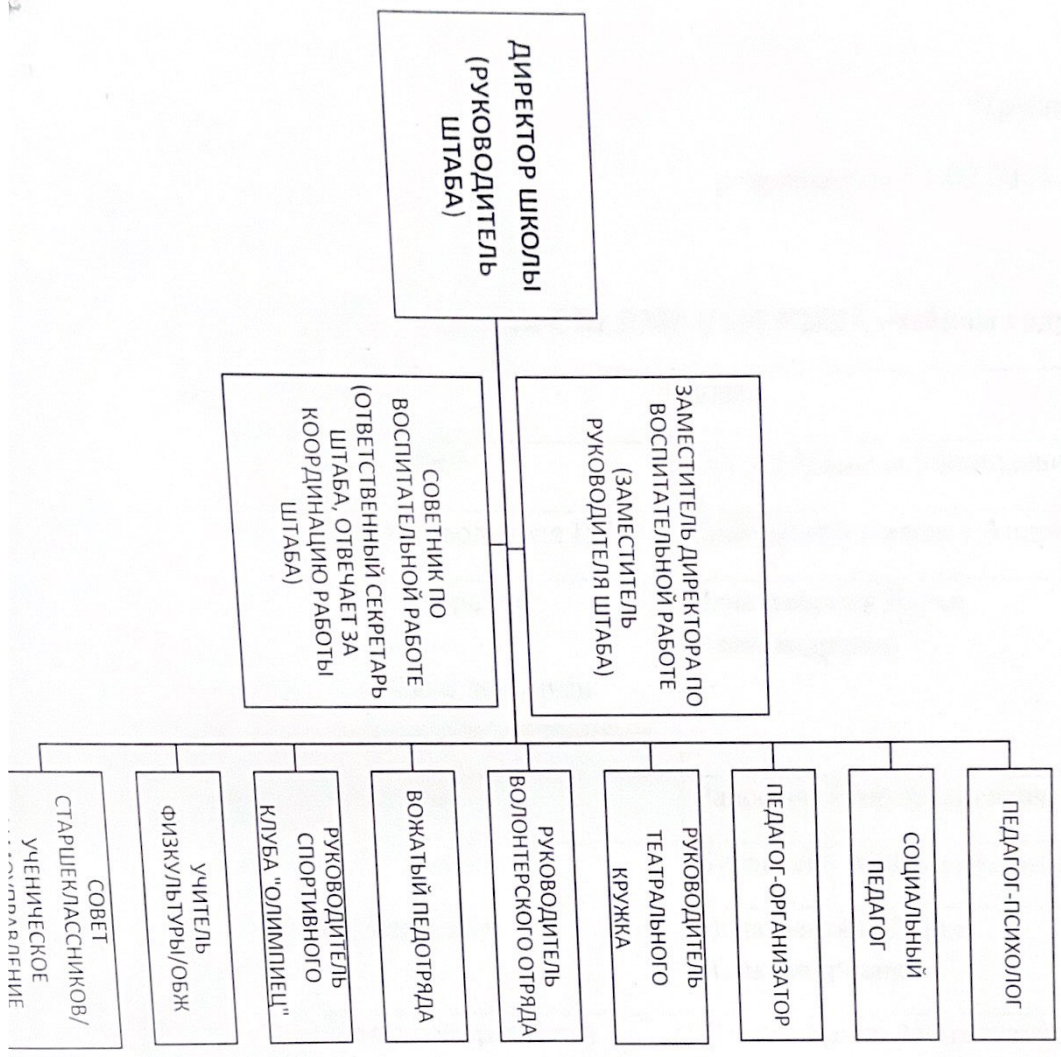 ДИРЕКТОР ШКОЛЫ
(РУКОВОДИТЕЛЬ
ШТАБА)
ЗАМЕСТИТЕЛЬ ДИРЕКТОРА ПО
ВОСПИТАТЕЛЬНОЙ РАБОТЕ
(ЗАМЕСТИТЕЛЬ
РУКОВОДИТЕЛЯ ШТАБА)
СОВЕТНИК ПО
ВОСПИТАТЕЛЬНОЙ РАБОТЕ
(ОТВЕТСТВЕННЫЙ СЕКРЕТАРЬ
ШТАБА, ОТВЕЧАЕТ ЗА
КООРДИНАЦИЮ РАБОТЫ
ШТАБА)
ПЕДАГОГ-ПСИХОЛОГ
СОЦИАЛЬНЫЙ
ПЕДАГОГ
ПЕДАГОГ-ОРГАНИЗАТОР
РУКОВОДИТЕЛЬ
ТЕАТРАЛЬНОГО
КРУЖКА
РУКОВОДИТЕЛЬ
ВОЛОНТЕРСКОГО ОТРЯДА
ВОЖАТЫЙ ПЕДОТРЯДА
РУКОВОДИТЕЛЬ
СПОРТИВНОГО
КЛУБА "ОЛИМПИЕЦ"
УЧИТЕЛЬ
ФИЗКУЛЬТУРЫ/ОБЖ
СОВЕТ
СТАРШЕКЛАССНИКОВ/
УЧЕНИЧЕСКОЕ